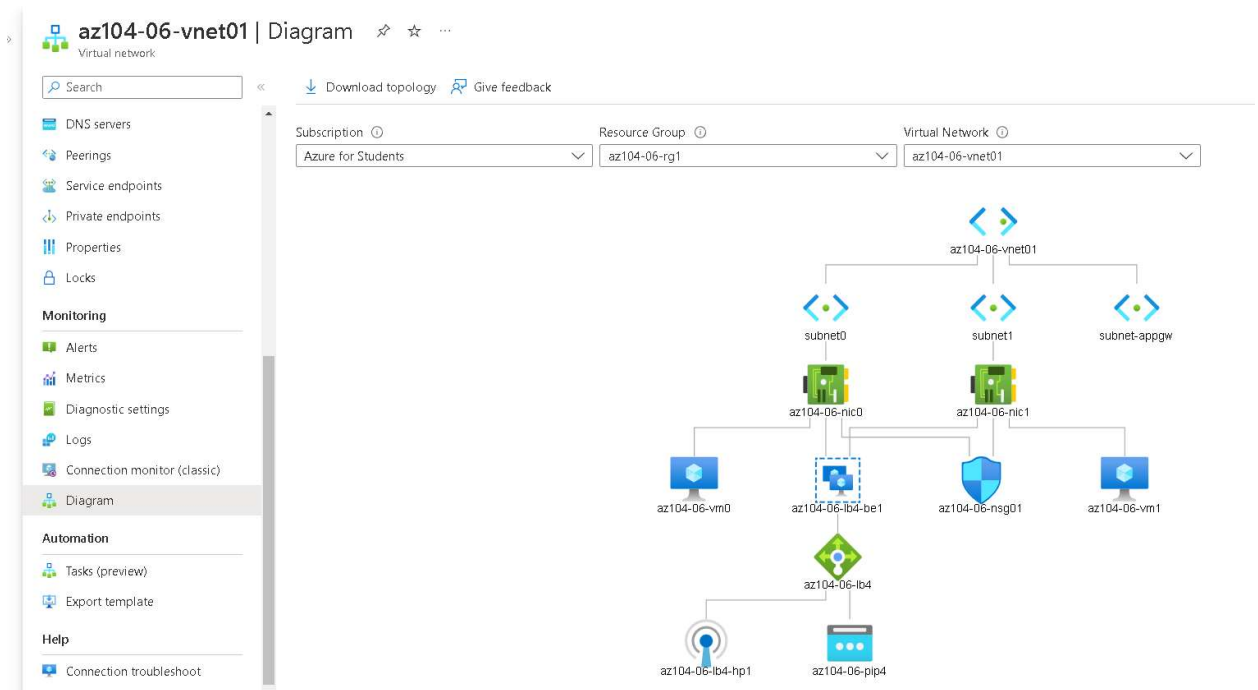 az104-06-vnet01 | Diagram
Virtual network
Search
Download topology
Give feedback
DNS servers
Peerings
Service endpoints
Private endpoints
Properties
Locks
Monitoring
Alerts
Metrics
Diagnostic settings
Logs
Connection monitor (classic)
Diagram
Automation
Tasks (preview)
Export template
Help
Connection troubleshoot
Subscription
Resource Group
Virtual Network
Azure for Students
az104-06-rg1
az104-06-vnet01
az104-06-vnet01
subnet0
subnet1
subnet-appgw
az104-06-nic0
az104-06-nic1
az104-06-vm0
az104-06-lb4-be1
az104-06-nsg01
az104-06-vm1
az104-06-lb4
az104-06-lb4-hp1
az104-06-pip4